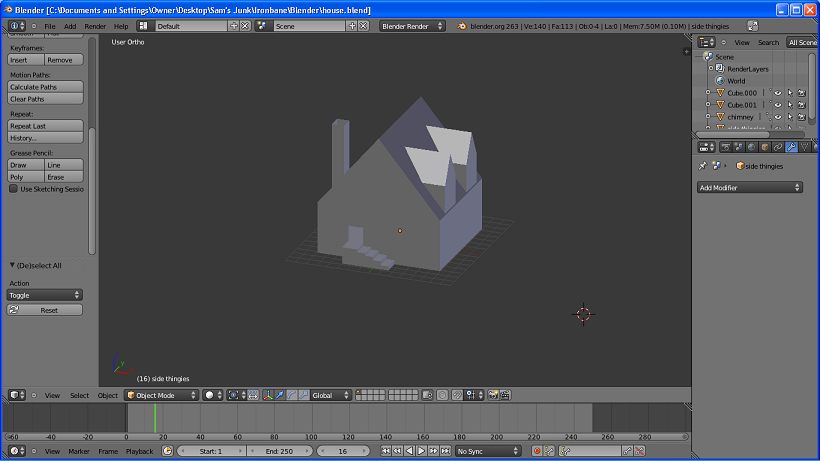 Blender [C:\Documents and Settings\Owner\Desktop\Sam's Junk\Ironbane\Blender\house.blend]
File Add Render Help Default Scene Blender Render blender.org 263 | Ve:140 | Fa:113 | Ob:0-4 | La:0 | Mem:7.50M (0.10M) | side thingies
User Ortho
View Search All Scene
Keyframes:
Insert Remove
Motion Paths:
Calculate Paths
Clear Paths
Repeat:
Repeat Last
History...
Grease Pencil:
Draw Line
Poly Erase
Use Sketching Sessio
(De)select All
Action
Toggle
Reset
Scene
RenderLayers
World
Cube.000
Cube.001
chimney
side thingies
Add Modifier
y
(16) side thingies
View Select Object Object Mode Global
-60 -40 -20 0 20 40 60 80 100 120 140 160 180 200 220 240 260 280
View Marker Frame Playback Start: 1 End: 250 16 No Sync